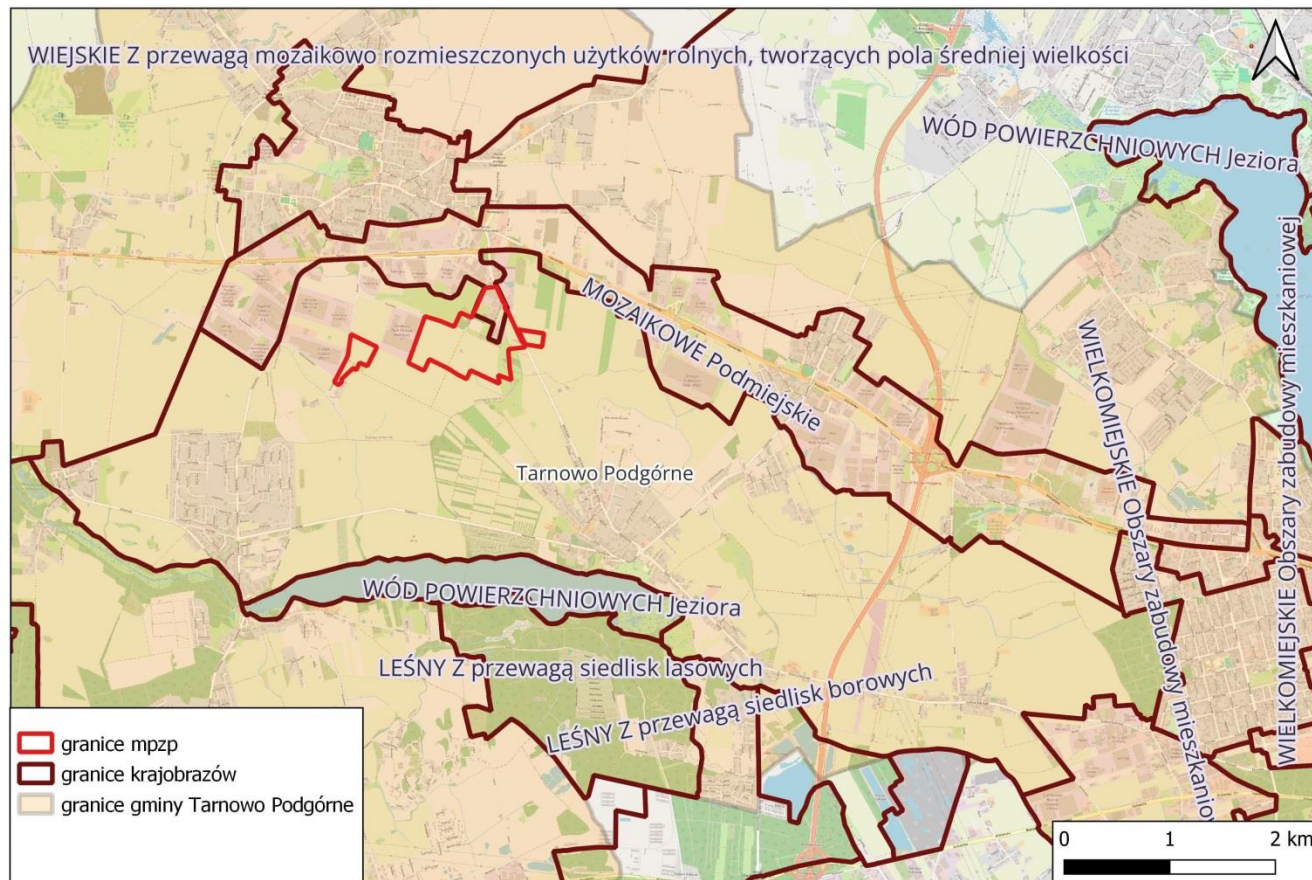 WIEJSKIE Z przewagą mozaikowo rozmieszczonych użytków rolnych, tworzących pola średniej wielkości
WÓD POWIERZCHNIOWYCH Jeziora
MOZAIKOWE Podmiejskie
WIELKOMIEJSKIE Obszary zabudowy mieszkaniowej
WIELKOMIEJSKIE Obszary zabudowy mieszkaniow
Tarnowo Podgórne
WÓD POWIERZCHNIOWYCH Jeziora
LEŚNY Z przewagą siedlisk lasowych
LEŚNY Z przewagą siedlisk borowych
granice mpzp
granice krajobrazów
granice gminy Tarnowo Podgórne
0 1 2 km